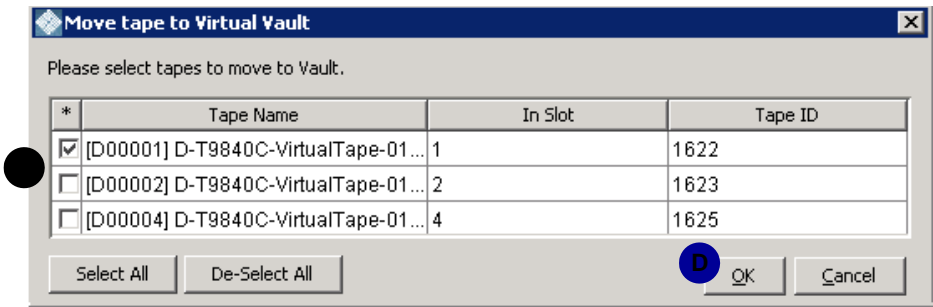 Move tape to Virtual Vault
Please select tapes to move to Vault.
* Tape Name In Slot Tape ID
[D00001] D-T9840C-VirtualTape-01... 1 1622
[D00002] D-T9840C-VirtualTape-01... 2 1623
[D00004] D-T9840C-VirtualTape-01... 4 1625
Select All De-Select All D OK Cancel